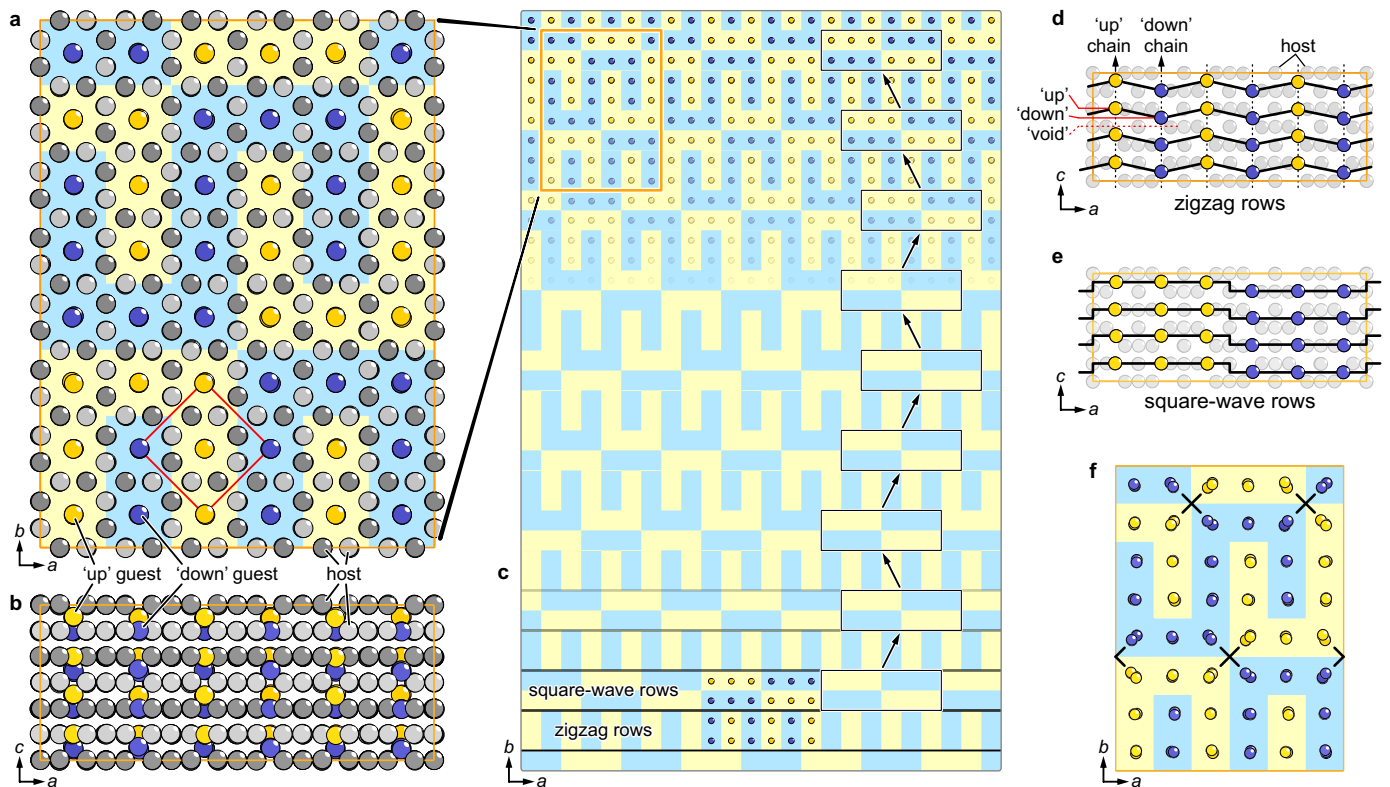 a
b
a
'up' guest
'down' guest
host
b
c
a
c
square-wave rows
zigzag rows
b
a
d
'up'
chain
'down'
chain
host
'up'
'down'
'void'
c
a
zigzag rows
e
c
a
square-wave rows
f
b
a